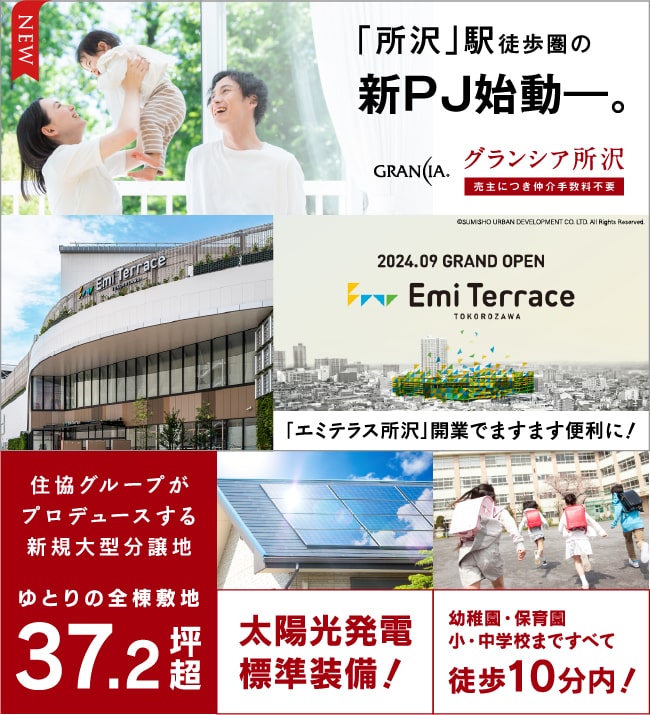 NEW
「所沢」駅徒歩圏の
新PJ始動―。
GRANCIA® グランシア所沢
売主につき仲介手数料不要
©SUMISHO URBAN DEVELOPMENT CO. LTD. All Rights Reserved.
Emi Terrace
TOKOROZAWA
2024.09 GRAND OPEN
Emi Terrace
TOKOROZAWA
「エミテラス所沢」開業でますます便利に!
住協グループが
プロデュースする
新規大型分譲地
ゆとりの全棟敷地
37.2坪超
太陽光発電
標準装備!
幼稚園・保育園
小・中学校まですべて
徒歩10分内!